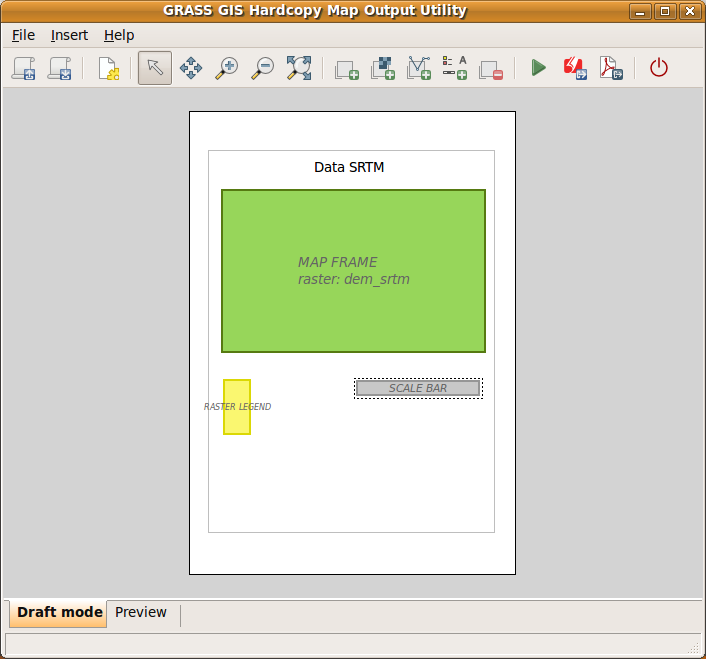 GRASS GIS Hardcopy Map Output Utility
File Insert Help
A
Data SRTM
MAP FRAME
raster: dem_srtm
SCALE BAR
RASTER LEGEND
Draft mode Preview